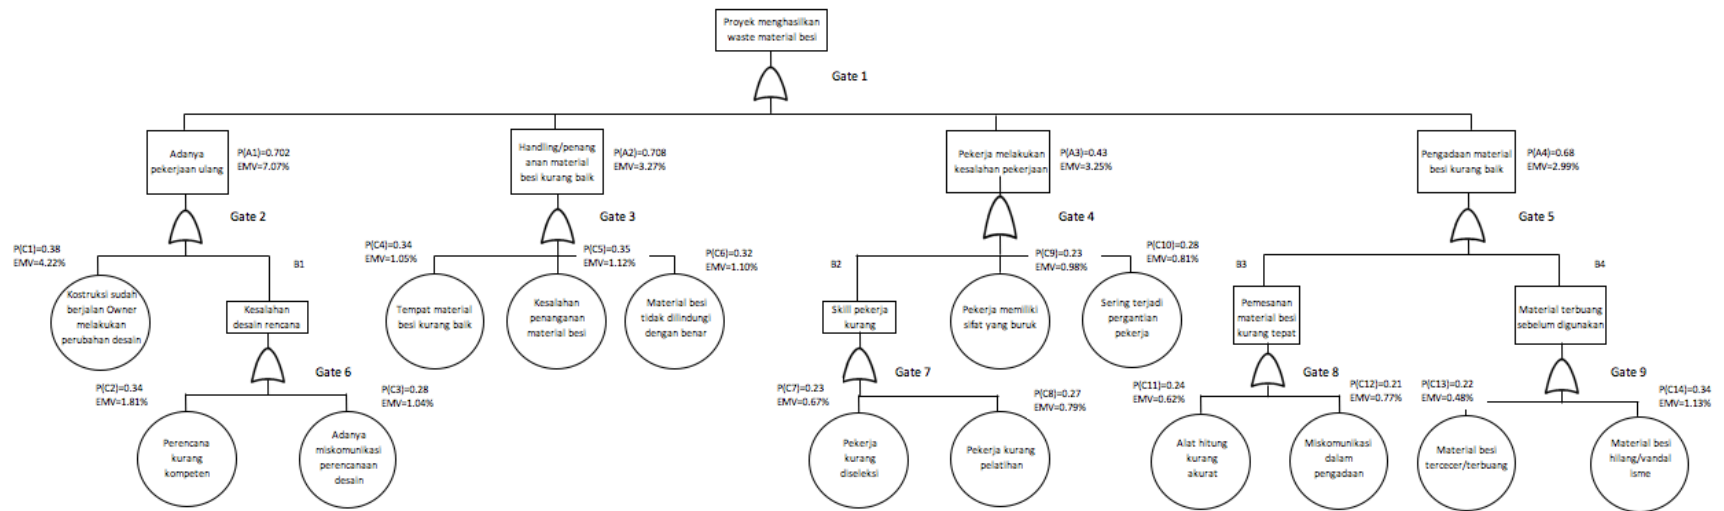 Proyek menghasilkan
waste material besi
Gate 1
Adanya
pekerjaan ulang
P(A1)=0.702
EMV=7.07%
Handling/penang
anan material
besi kurang baik
P(A2)=0.708
EMV=3.27%
Pekerja melakukan
kesalahan pekerjaan
P(A3)=0.43
EMV=3.25%
Pengadaan material
besi kurang baik
P(A4)=0.68
EMV=2.99%
Gate 2
Gate 3
Gate 4
Gate 5
P(C1)=0.38
EMV=4.22%
B1
P(C4)=0.34
EMV=1.05%
P(C5)=0.35
EMV=1.12%
P(C6)=0.32
EMV=1.10%
B2
P(C9)=0.23
EMV=0.98%
P(C10)=0.28
EMV=0.81%
B3
B4
Kostruksi sudah
berjalan Owner
melakukan
perubahan desain
Kesalahan
desain rencana
Tempat material
besi kurang baik
Kesalahan
penanganan
material besi
Material besi
tidak dilindungi
dengan benar
Skill pekerja
kurang
Pekerja memiliki
sifat yang buruk
Sering terjadi
pergantian
pekerja
Pemesanan
material besi
kurang tepat
Material terbuang
sebelum digunakan
Gate 6
Gate 7
Gate 8
Gate 9
P(C2)=0.34
EMV=1.81%
P(C3)=0.28
EMV=1.04%
P(C7)=0.23
EMV=0.67%
P(C8)=0.27
EMV=0.79%
P(C11)=0.24
EMV=0.62%
P(C12)=0.21
EMV=0.77%
P(C13)=0.22
EMV=0.48%
P(C14)=0.34
EMV=1.13%
Perencana
kurang
kompeten
Adanya
miskomunikasi
perencanaan
desain
Pekerja
kurang
diseleksi
Pekerja kurang
pelatihan
Alat hitung
kurang
akurat
Miskomunikasi
dalam
pengadaan
Material besi
tercecer/terbuang
Material besi
hilang/vandal
isme